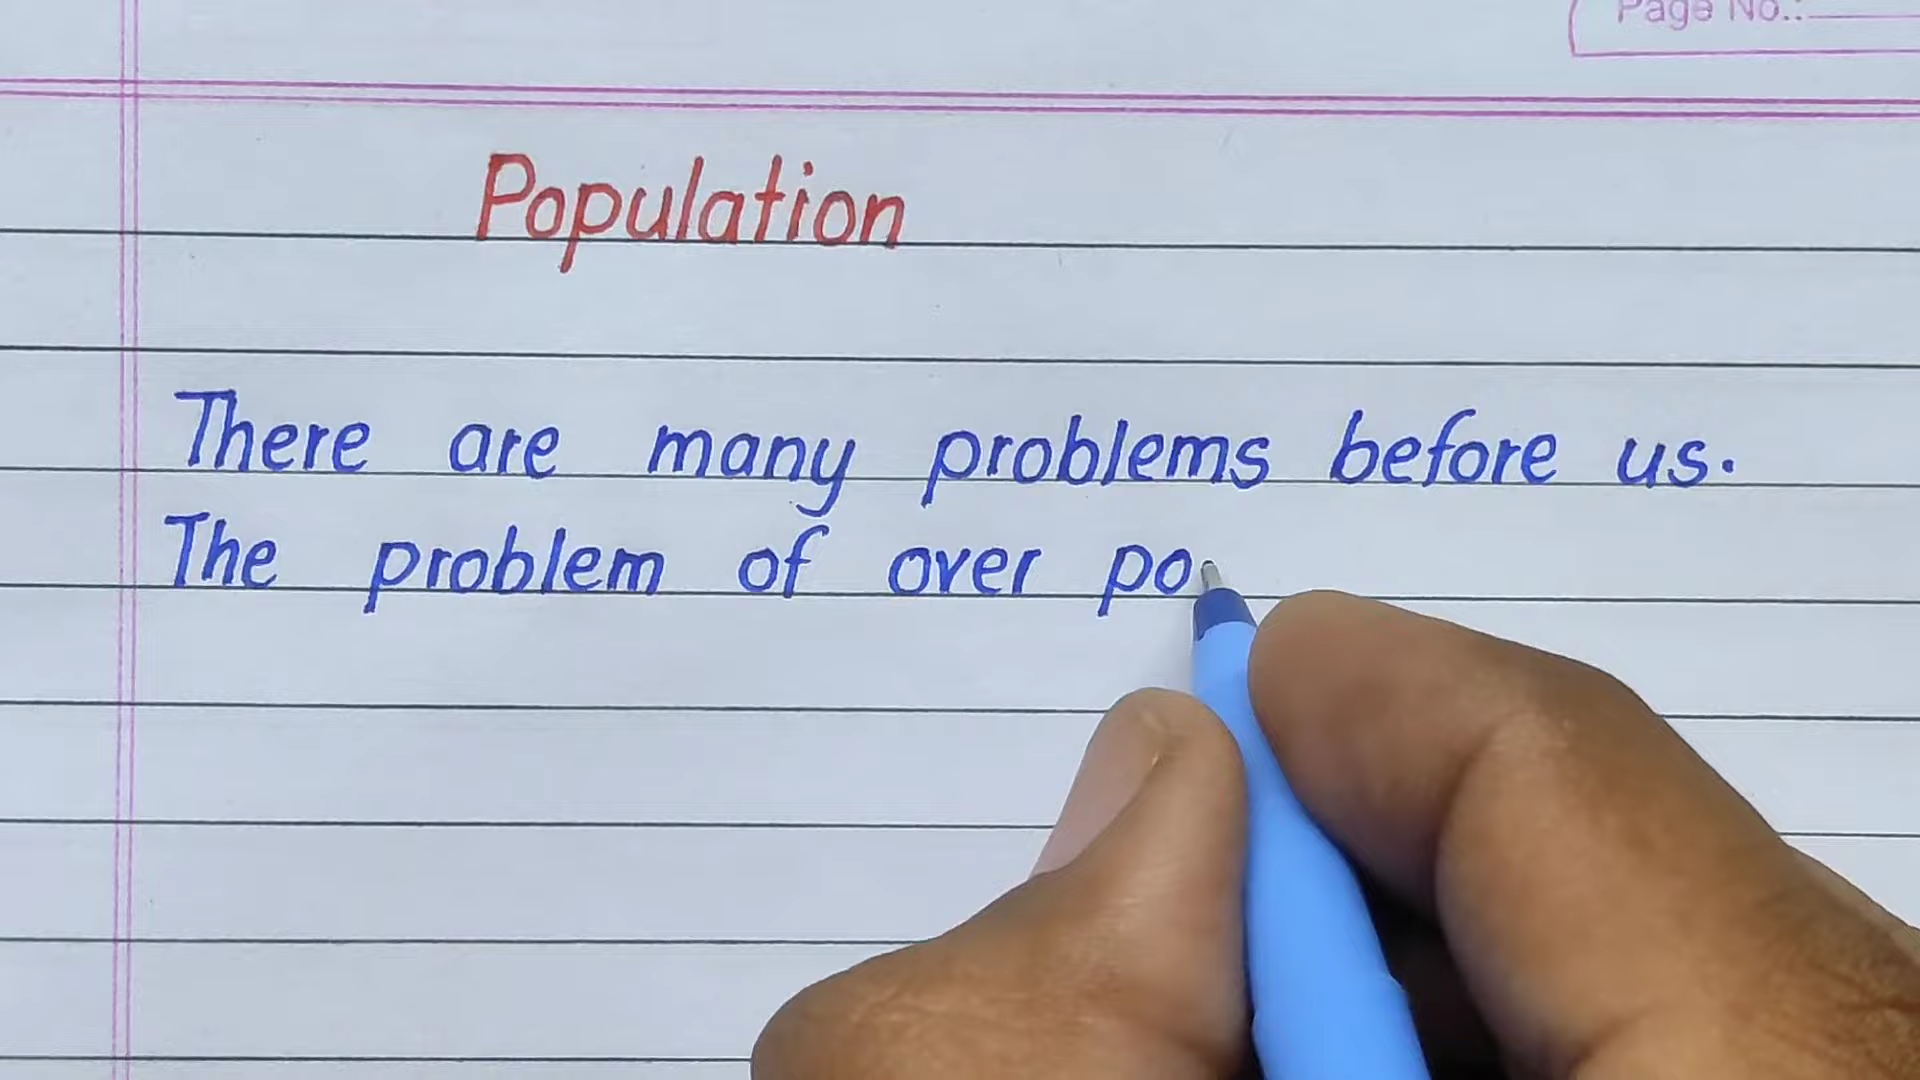 Page No.:
Population
There are many problems before us.
The problem of over po